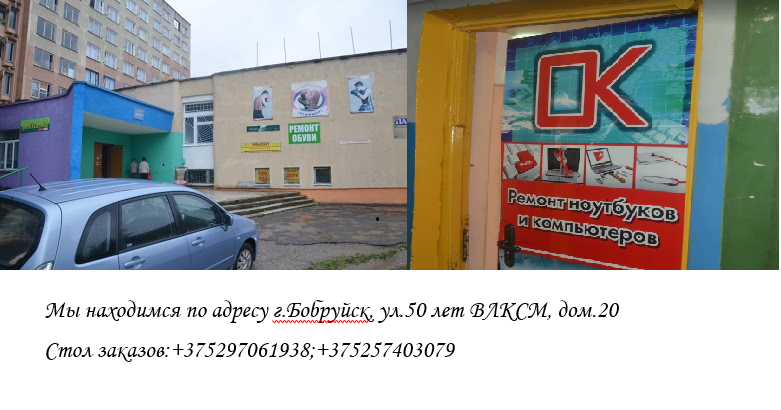 РЕМОНТ
ОБУВИ
ОК
Ремонт ноутбуков
и компьютеров
Мы находимся по адресу г.Бобруйск, ул.50 лет ВЛКСМ, дом.20
Стол заказов:+375297061938;+375257403079